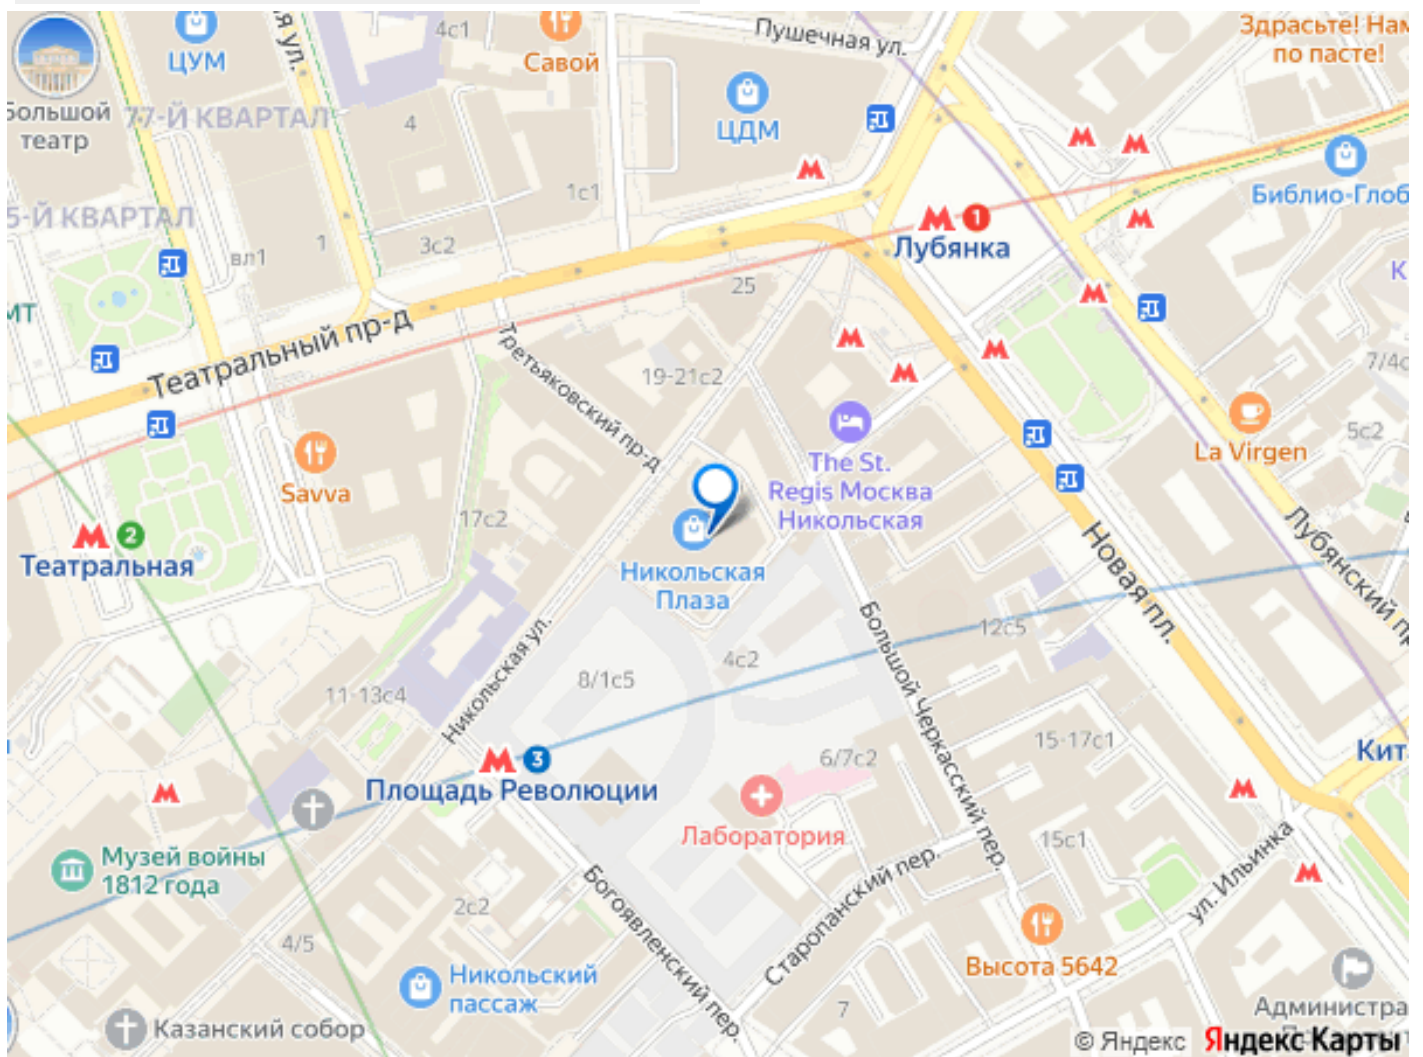 Пушечная ул.
Здрасьте!
по пасте!
4с1
Савой
ЦУМ
ЦДМ
Большой
театр
77-Й КВАРТАЛ
4
1с1
Библио-Глоб
5-Й КВАРТАЛ
1
Лубянка
3с2
вл1
25
Театральный пр-д
Третьяковский пр-д
19-21с2
7/4с
5с2
La Virgen
The St.
Regis Москва
Никольская
Savva
17с2
2
Театральная
Никольская
Плаза
Новая пл.
Лубянский пр
Никольская ул.
Большой Черкасский пер.
12с5
4с2
8/1с5
11-13с4
15-17с1
6/7с2
Кит
3
Площадь Революции
Лаборатория
15с1
Музей войны
1812 года
ул. Ильинка
Старопанский пер.
Богоявленский пер.
2с2
4/5
Высота 5642
Никольский
пассаж
7
Администра
Казанский собор
© Яндекс Яндекс Карты